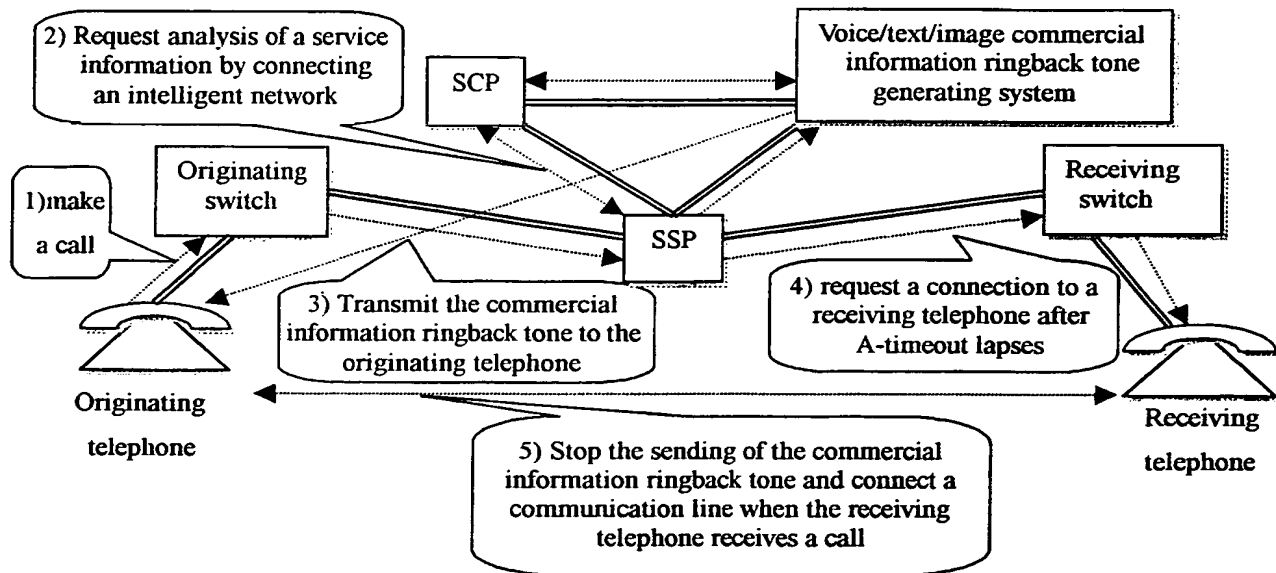 2) Request analysis of a service
information by connecting
an intelligent network
SCP
Voice/text/image commercial
information ringback tone
generating system
1)make
a call
Originating
switch
SSP
Receiving
switch
3) Transmit the commercial
information ringback tone to the
originating telephone
4) request a connection to a
receiving telephone after
A-timeout lapses
Originating
telephone
Receiving
telephone
5) Stop the sending of the commercial
information ringback tone and connect a
communication line when the receiving
telephone receives a call